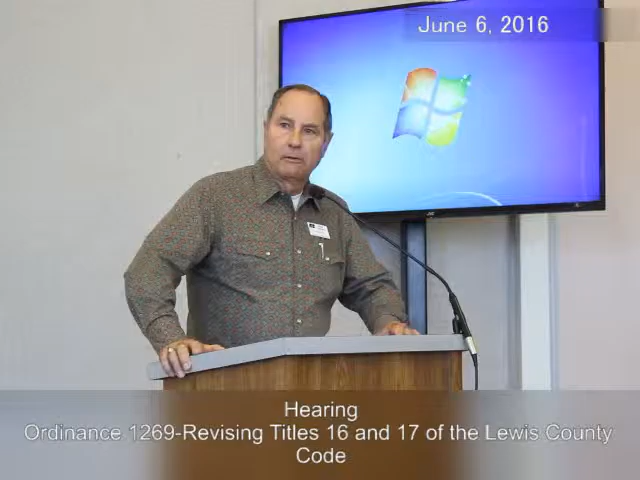 June 6, 2016
Hearing
Ordinance 1269-Revising Titles 16 and 17 of the Lewis County
Code